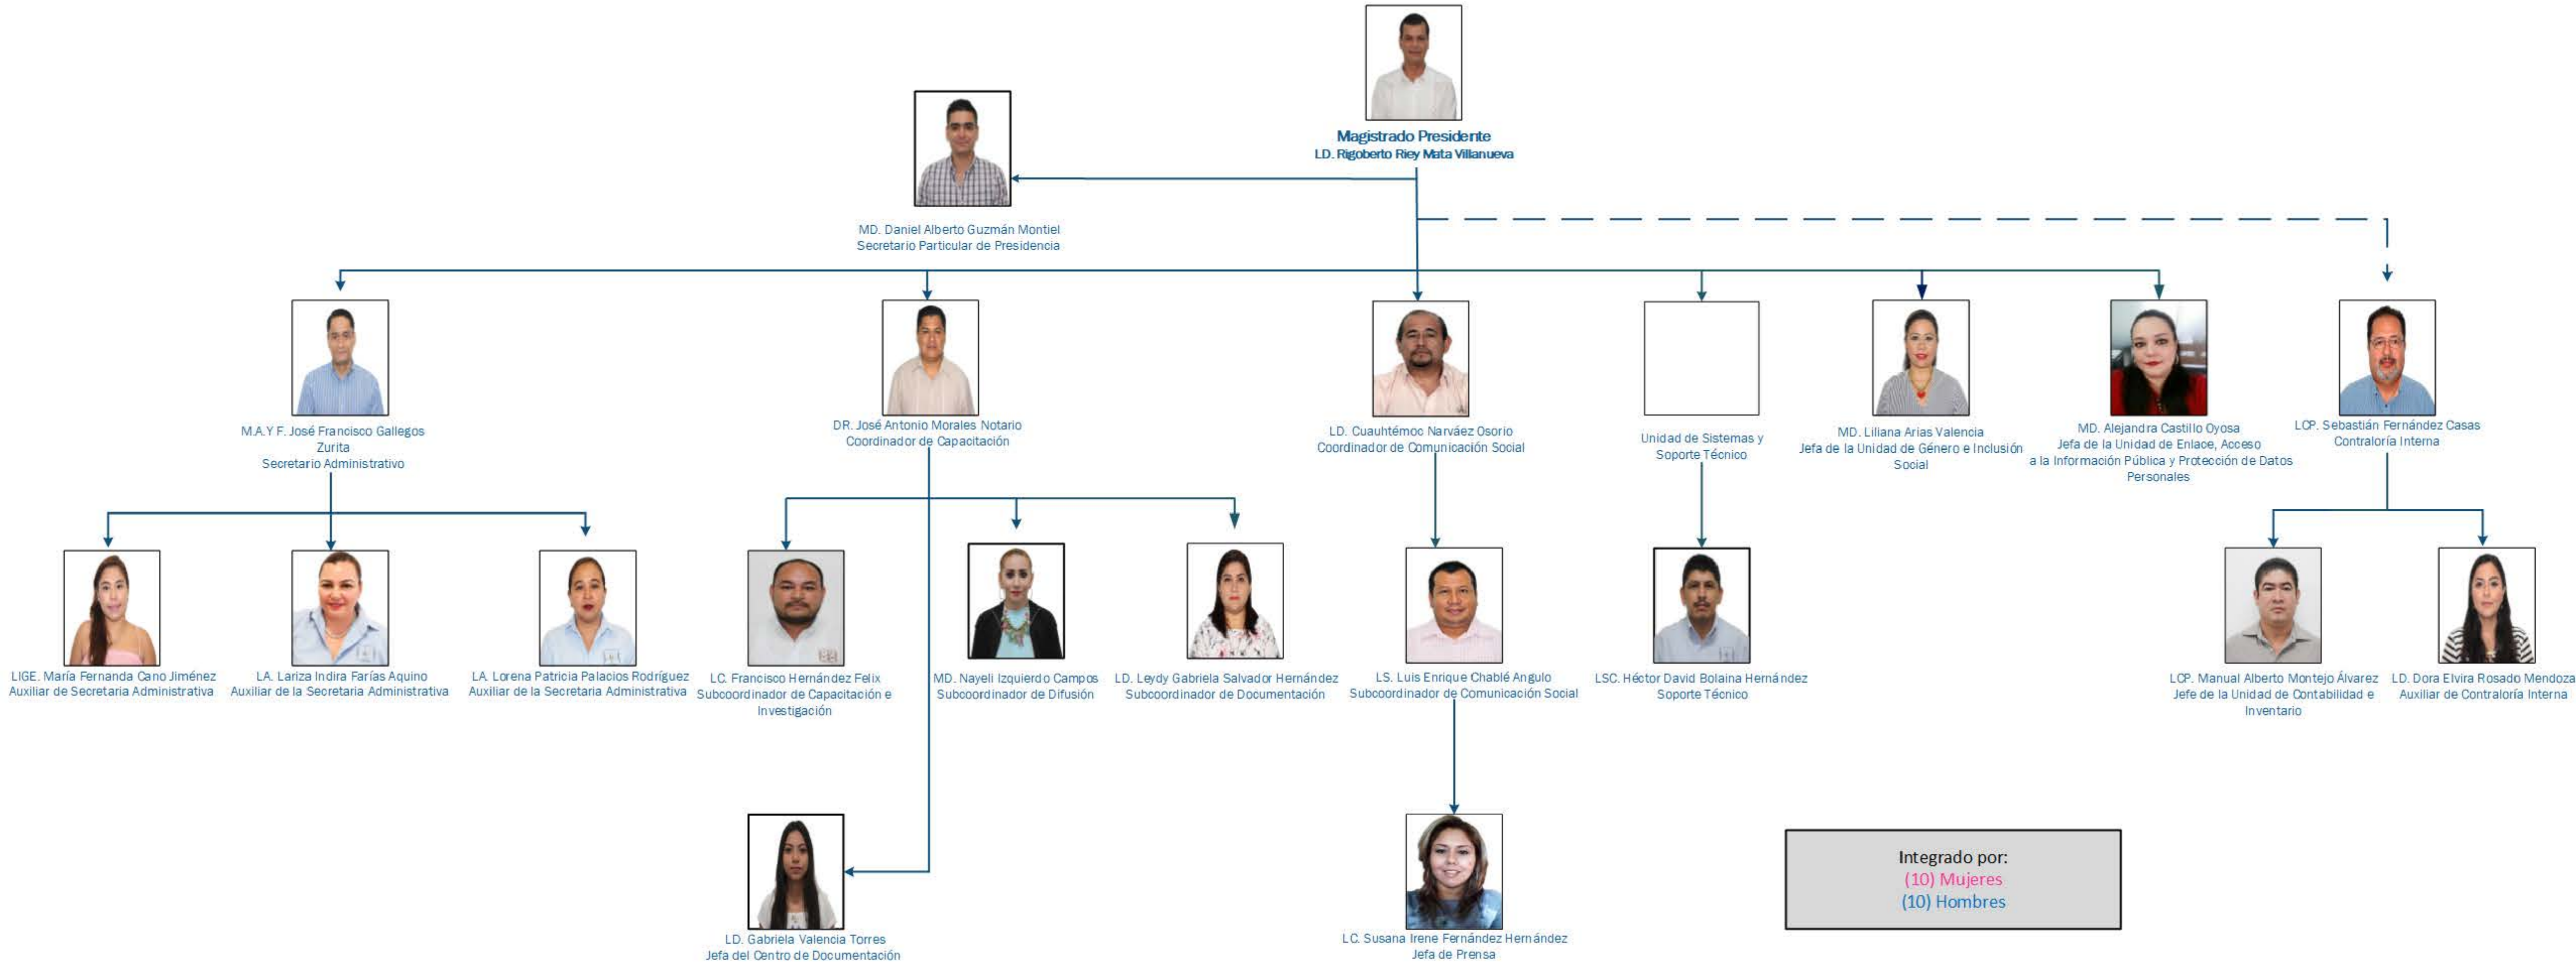 Magistrado Presidente
LD. Rigoberto Riey Mata Villanueva
MD. Daniel Alberto Guzmán Montiel
Secretario Particular de Presidencia
M.A.Y F. José Francisco Gallegos
Zurita
Secretario Administrativo
DR. José Antonio Morales Notario
Coordinador de Capacitación
LD. Cuauhtémoc Narváez Osorio
Coordinador de Comunicación Social
Unidad de Sistemas y
Soporte Técnico
MD. Liliana Arias Valencia
Jefa de la Unidad de Género e Inclusión
Social
MD. Alejandra Castillo Oyosa
Jefa de la Unidad de Enlace, Acceso
a la Información Pública y Protección de Datos
Personales
LCP. Sebastián Fernández Casas
Contraloría Interna
LIGE. María Fernanda Cano Jiménez
Auxiliar de Secretaria Administrativa
LA. Lariza Indira Farías Aquino
Auxiliar de la Secretaria Administrativa
LA. Lorena Patricia Palacios Rodríguez
Auxiliar de la Secretaria Administrativa
LC. Francisco Hernández Felix
Subcoordinador de Capacitación e
Investigación
MD. Nayeli Izquierdo Campos
Subcoordinador de Difusión
LD. Leydy Gabriela Salvador Hernández
Subcoordinador de Documentación
LS. Luis Enrique Chablé Angulo
Subcoordinador de Comunicación Social
LSC. Héctor David Bolaina Hernández
Soporte Técnico
LCP. Manual Alberto Montejo Álvarez
Jefe de la Unidad de Contabilidad e
Inventario
LD. Dora Elvira Rosado Mendoza
Auxiliar de Contraloría Interna
LD. Gabriela Valencia Torres
Jefa del Centro de Documentación
LC. Susana Irene Fernández Hernández
Jefa de Prensa
Integrado por:
(10) Mujeres
(10) Hombres